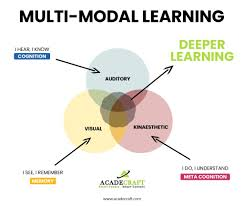 MULTI-MODAL LEARNING
I HEAR, I KNOW
COGNITION
DEEPER
LEARNING
AUDITORY
VISUAL
KINAESTHETIC
I SEE, I REMEMBER
MEMORY
I DO, I UNDERSTAND
META COGNITION
ACADECRAFT
www.acadecraft.com